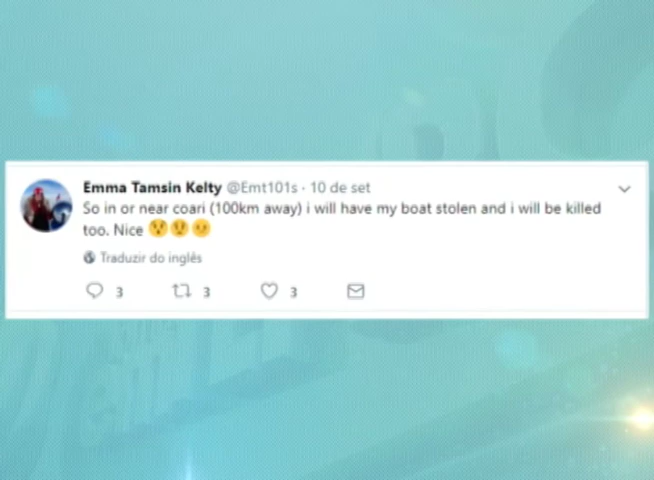 Emma Tamsin Kelty @Emt101s · 10 de set
So in or near coari (100km away) i will have my boat stolen and i will be killed
too. Nice 😯😯😕
Traduzir do inglês
3 3 3